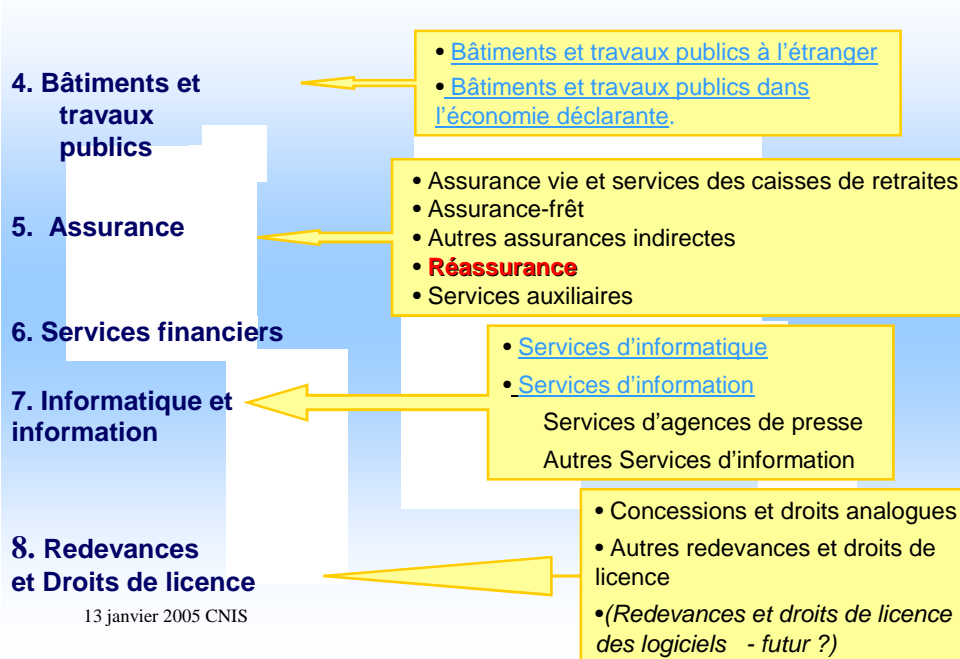 4. Bâtiments et
travaux
publics
• Bâtiments et travaux publics à l’étranger
• Bâtiments et travaux publics dans
l’économie déclarante.
5. Assurance
• Assurance vie et services des caisses de retraites
• Assurance-frêt
• Autres assurances indirectes
• Réassurance
• Services auxiliaires
6. Services financiers
7. Informatique et
information
• Services d’informatique
• Services d’information
Services d’agences de presse
Autres Services d’information
8. Redevances
et Droits de licence
• Concessions et droits analogues
• Autres redevances et droits de
licence
•(Redevances et droits de licence
des logiciels - futur ?)
13 janvier 2005 CNIS